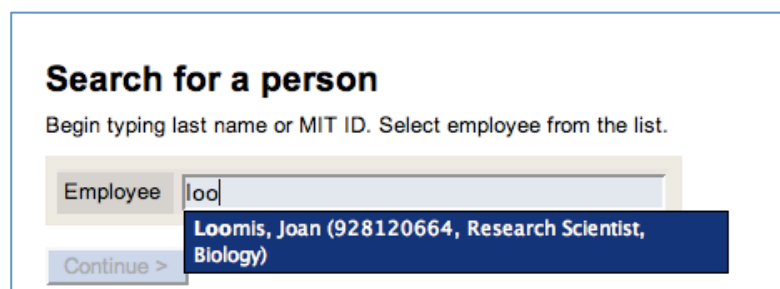 Search for a person
Begin typing last name or MIT ID. Select employee from the list.
Employee loo
Loomis, Joan (928120664, Research Scientist,
Biology)
Continue >